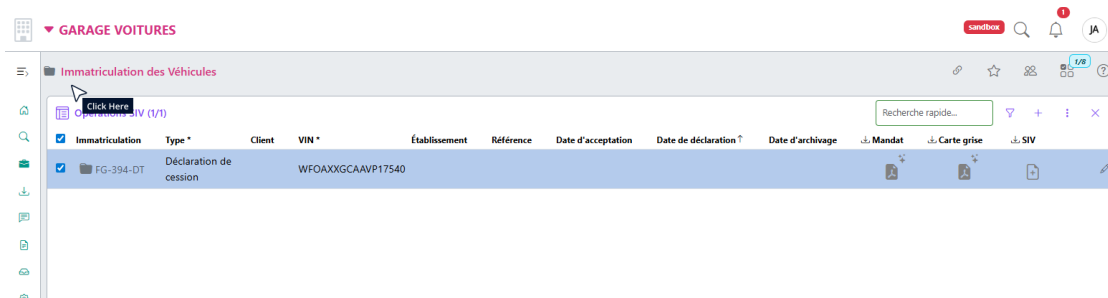 GARAGE VOITURES
sandbox
1
JA
Immatriculation des Véhicules
1/8
Click Here
Opérations SIV (1/1)
Recherche rapide...
Immatriculation Type * Client VIN * Établissement Référence Date d'acceptation Date de déclaration ↑ Date d'archivage Mandat Carte grise SIV
FG-394-DT Déclaration de cession WFOAXXGCAAVP17540